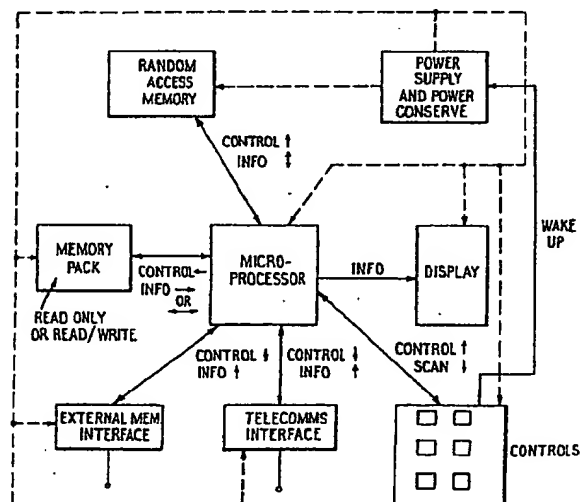 RANDOM
ACCESS
MEMORY
POWER
SUPPLY
AND POWER
CONSERVE
CONTROL ↑
INFO ↕
WAKE
UP
MEMORY
PACK
MICRO-
PROCESSOR
DISPLAY
INFO
CONTROL ←
INFO →
OR
↔
READ ONLY
OR READ/WRITE.
CONTROL ↓
INFO ↑
CONTROL ↓
INFO ↑
CONTROL ↑
SCAN ↓
EXTERNAL MEM.
INTERFACE
TELECOMMS
INTERFACE
CONTROLS